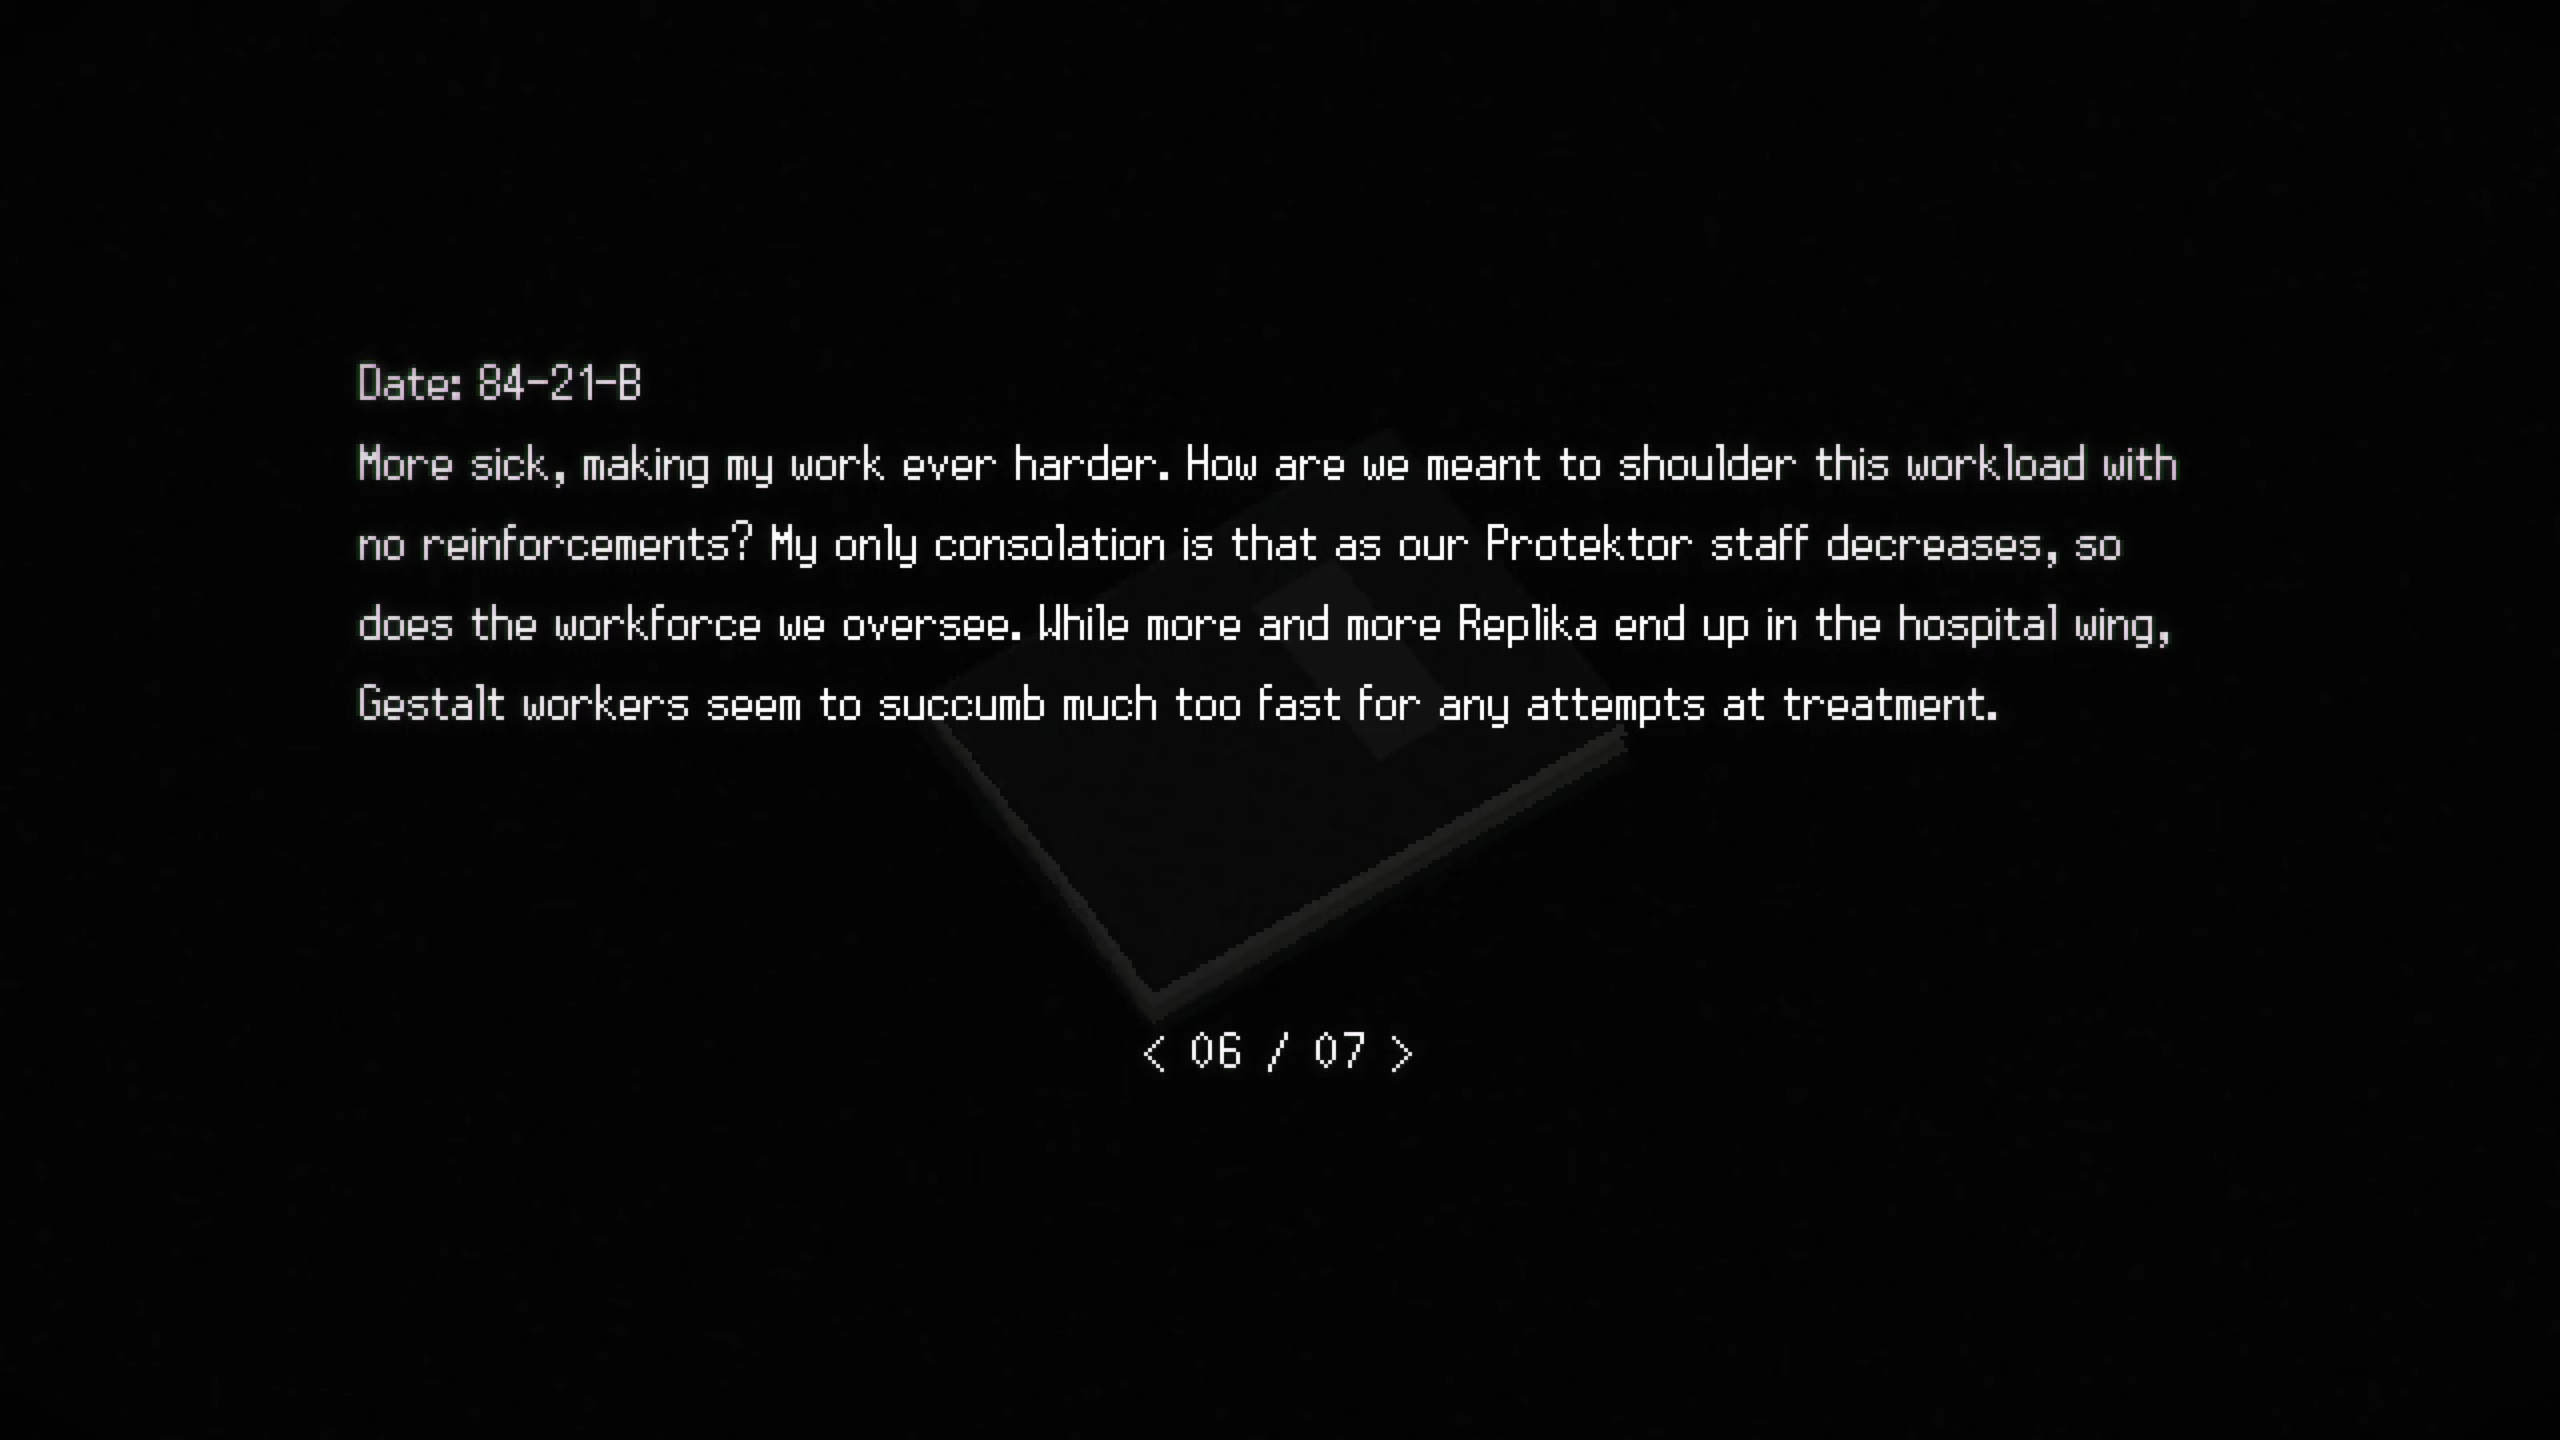 Date: 84-21-B
More sick, making my work ever harder. How are we meant to shoulder this workload with
no reinforcements? My only consolation is that as our Protektor staff decreases, so
does the workforce we oversee. While more and more Replika end up in the hospital wing,
Gestalt workers seem to succumb much too fast for any attempts at treatment.
< 06 / 07 >